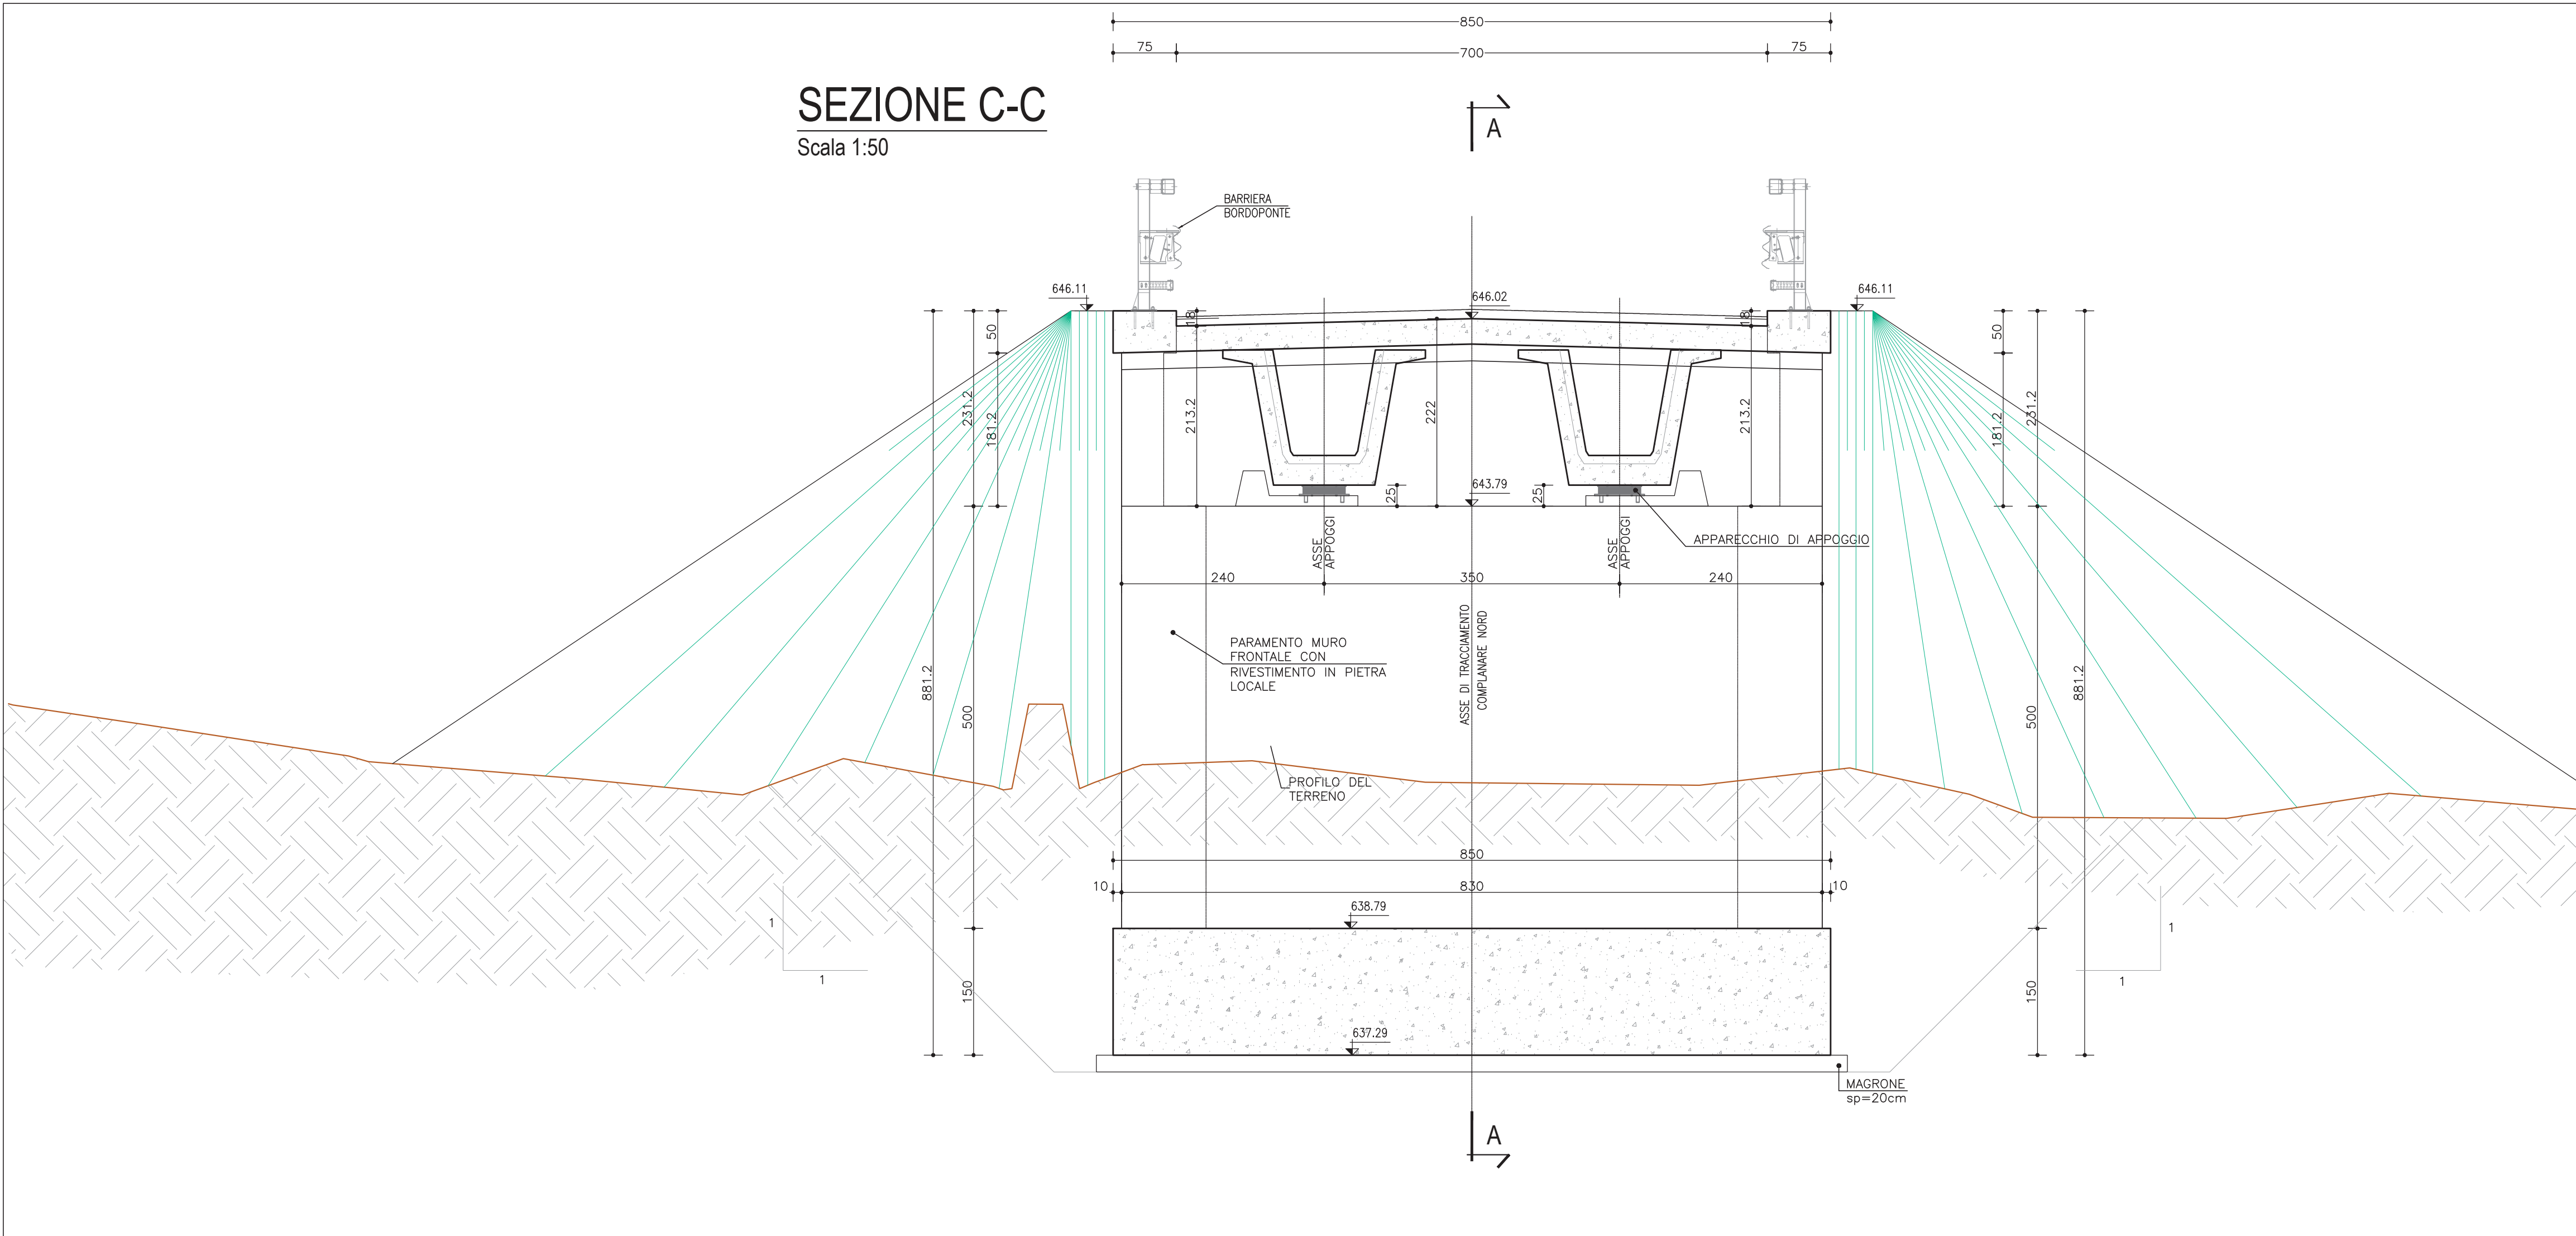 850
75
700
75
SEZIONE C-C
Scala 1:50
A
BARRIERA
BORDOPONTE
646.11
646.02
646.11
18
18
50
50
231.2
181.2
213.2
222
213.2
181.2
231.2
25
643.79
25
ASSE
APPOGGI
ASSE
APPOGGI
APPARECCHIO DI APPOGGIO
240
350
240
ASSE DI TRACCIAMENTO
COMPLANARE NORD
PARAMENTO MURO
FRONTALE CON
RIVESTIMENTO IN PIETRA
LOCALE
881.2
500
500
881.2
PROFILO DEL
TERRENO
850
10
830
10
638.79
1
1
1
1
150
150
637.29
MAGRONE
sp=20cm
A